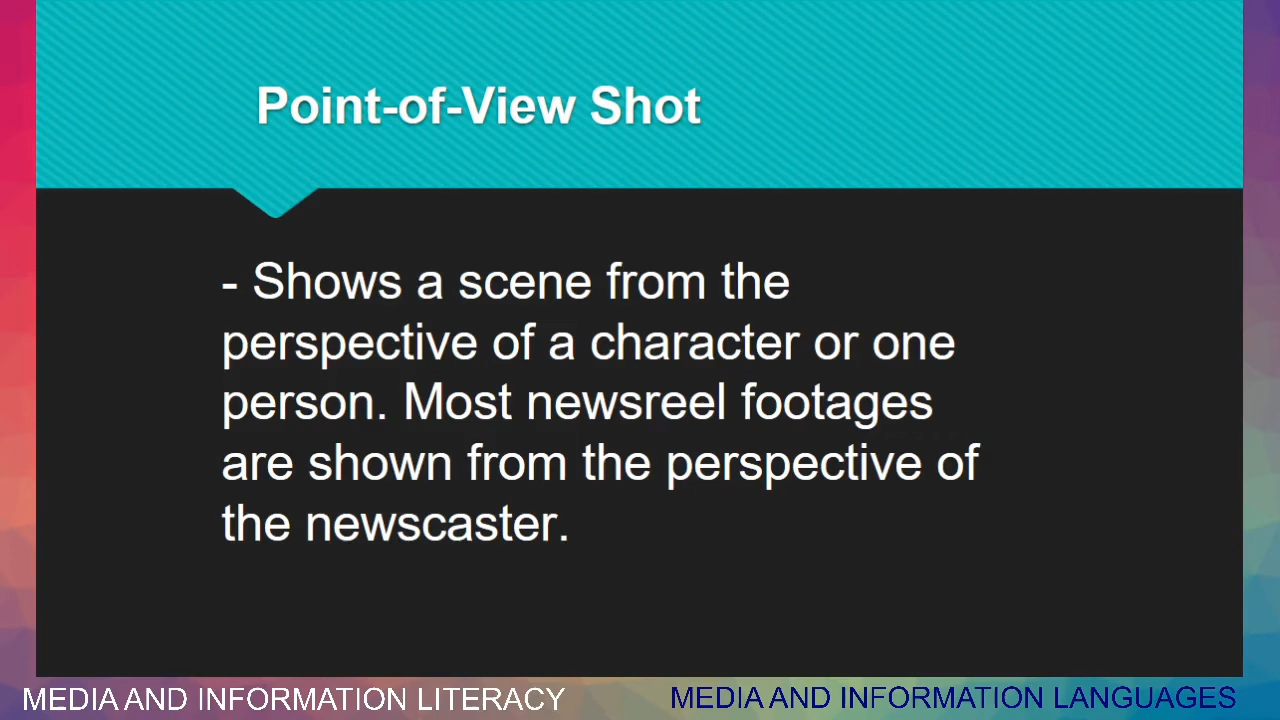 Point-of-View Shot
- Shows a scene from the
perspective of a character or one
person. Most newsreel footages
are shown from the perspective of
the newscaster.
MEDIA AND INFORMATION LITERACY
MEDIA AND INFORMATION LANGUAGES